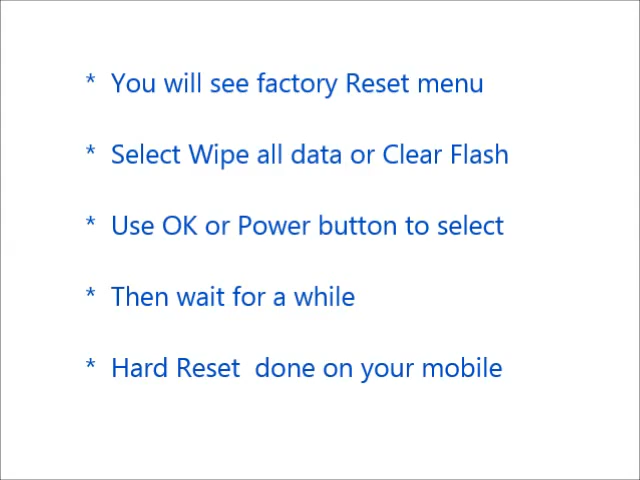 * You will see factory Reset menu
* Select Wipe all data or Clear Flash
* Use OK or Power button to select
* Then wait for a while
* Hard Reset  done on your mobile